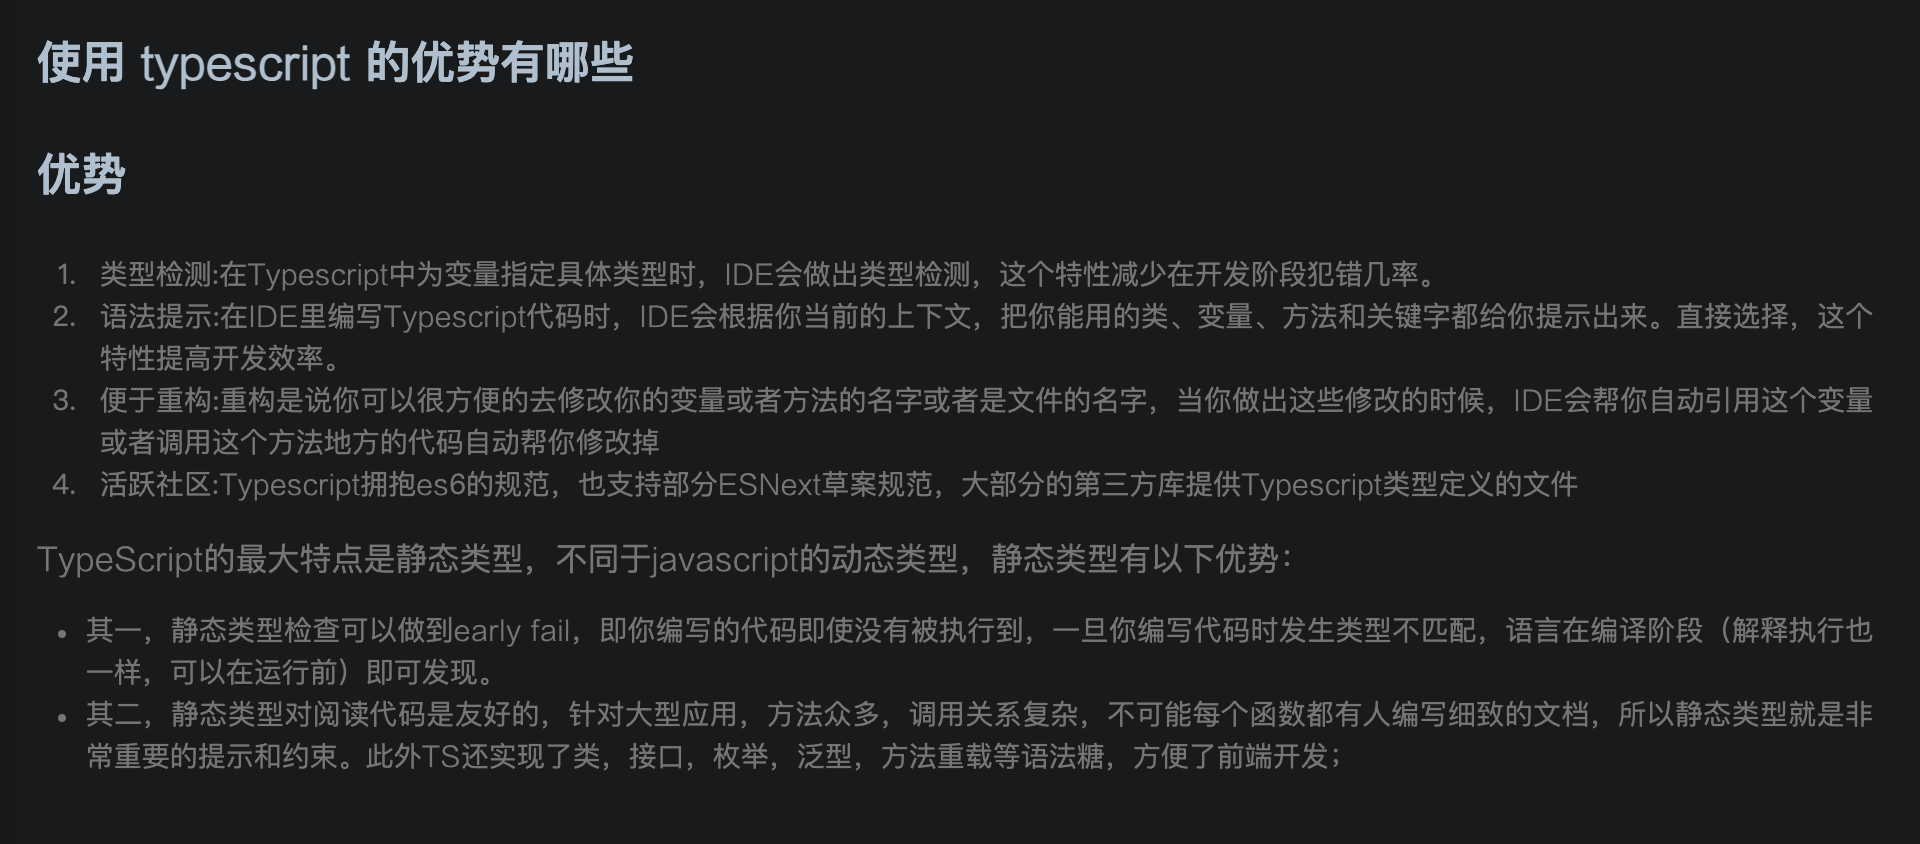 使用 typescript 的优势有哪些
优势
1. 类型检测:在Typescript中为变量指定具体类型时，IDE会做出类型检测，这个特性减少在开发阶段犯错几率。
2. 语法提示:在IDE里编写Typescript代码时，IDE会根据你当前的上下文，把你能用的类、变量、方法和关键字都给你提示出来。直接选择，这个
特性提高开发效率。
3. 便于重构:重构是说你可以很方便的去修改你的变量或者方法的名字或者是文件的名字，当你做出这些修改的时候，IDE会帮你自动引用这个变量
或者调用这个方法地方的代码自动帮你修改掉
4. 活跃社区:Typescript拥抱es6的规范，也支持部分ESNext草案规范，大部分的第三方库提供Typescript类型定义的文件
TypeScript的最大特点是静态类型，不同于javascript的动态类型，静态类型有以下优势：
• 其一，静态类型检查可以做到early fail，即你编写的代码即使没有被执行到，一旦你编写代码时发生类型不匹配，语言在编译阶段（解释执行也
一样，可以在运行前）即可发现。
• 其二，静态类型对阅读代码是友好的，针对大型应用，方法众多，调用关系复杂，不可能每个函数都有人编写细致的文档，所以静态类型就是非
常重要的提示和约束。此外TS还实现了类，接口，枚举，泛型，方法重载等语法糖，方便了前端开发；